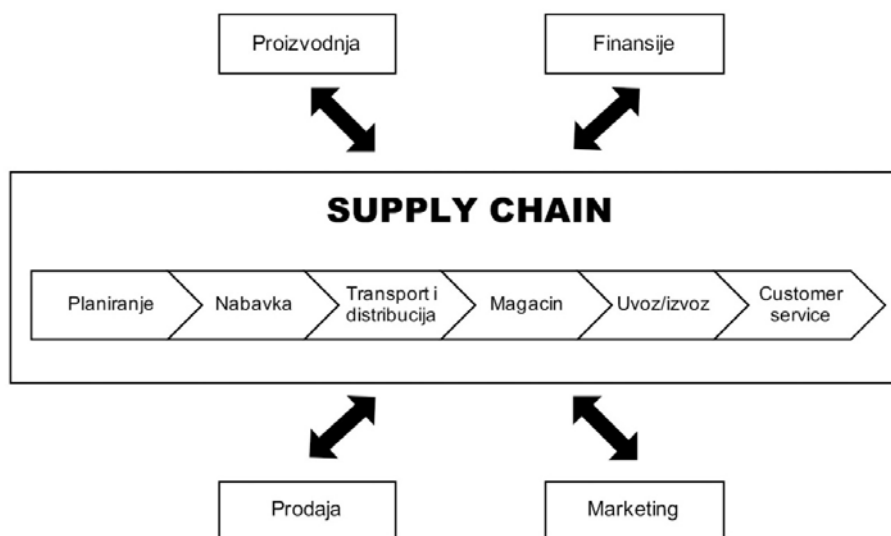 Proizvodnja
Finansije
SUPPLY CHAIN
Planiranje
Nabavka
Transport i
distribucija
Magacin
Uvoz/izvoz
Customer
service
Prodaja
Marketing